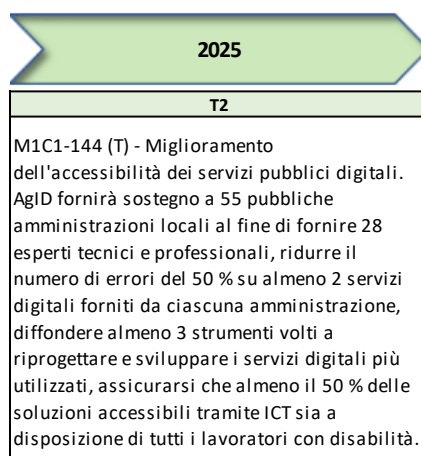 2025
T2
M1C1-144 (T) - Miglioramento
dell'accessibilità dei servizi pubblici digitali.
AgID fornirà sostegno a 55 pubbliche
amministrazioni locali al fine di fornire 28
esperti tecnici e professionali, ridurre il
numero di errori del 50 % su almeno 2 servizi
digitali forniti da ciascuna amministrazione,
diffondere almeno 3 strumenti volti a
riprogettare e sviluppare i servizi digitali più
utilizzati, assicurarsi che almeno il 50 % delle
soluzioni accessibili tramite ICT sia a
disposizione di tutti i lavoratori con disabilità.